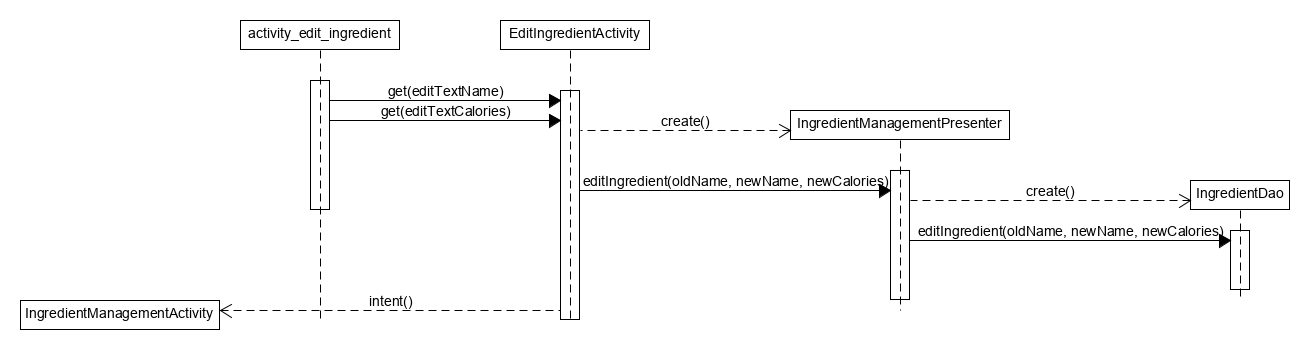 activity_edit_ingredient
EditIngredientActivity
get(editTextName)
get(editTextCalories)
create()
IngredientManagementPresenter
editIngredient(oldName, newName, newCalories)
create()
IngredientDao
editIngredient(oldName, newName, newCalories)
intent()
IngredientManagementActivity